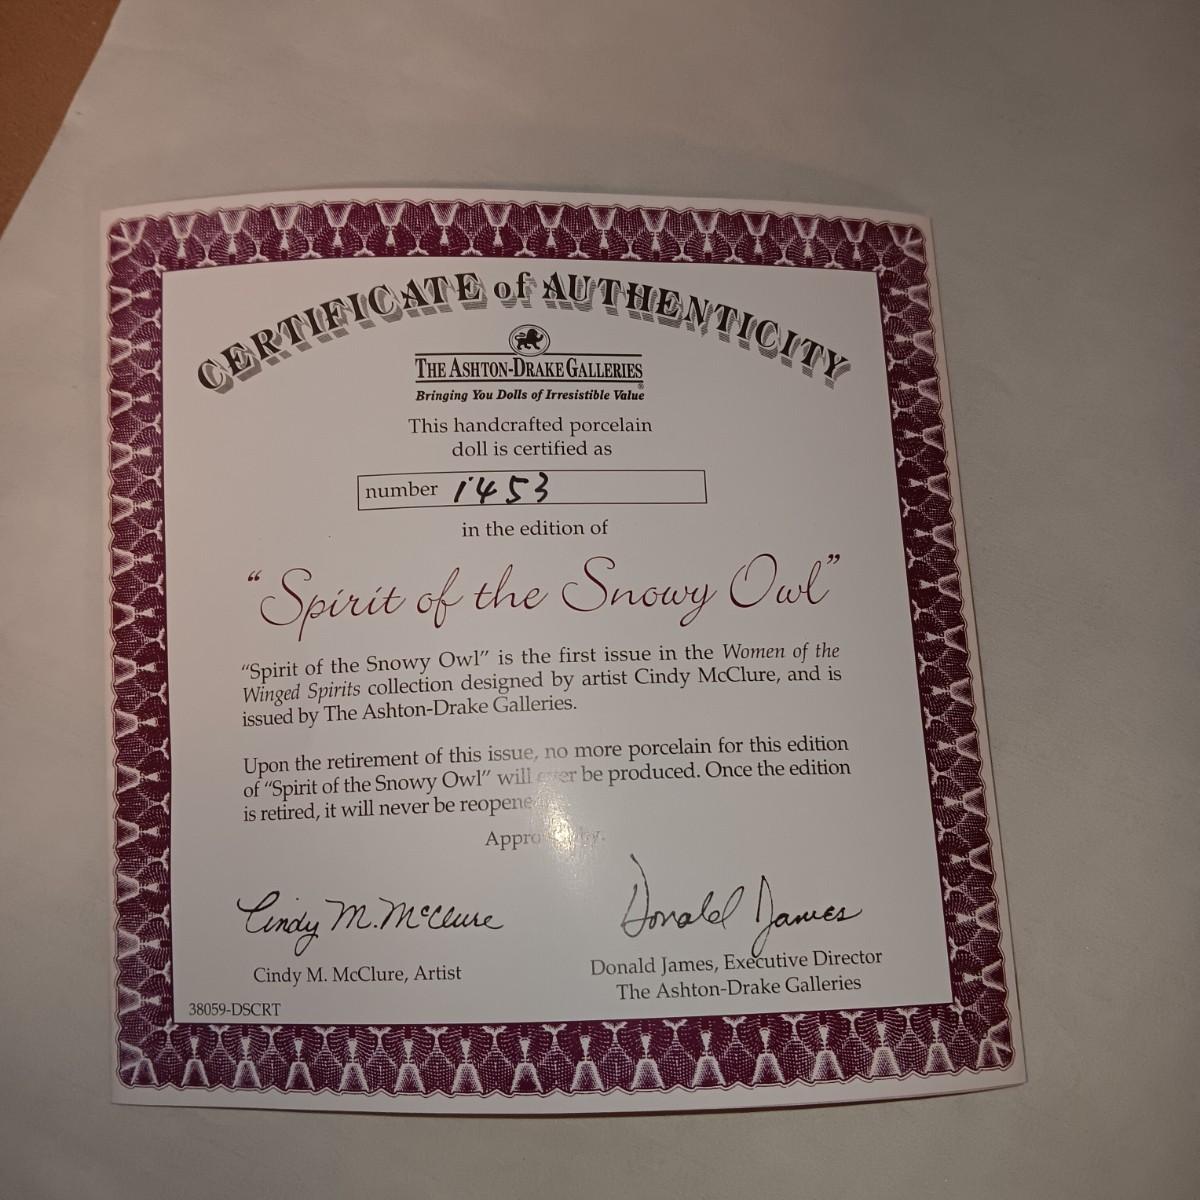 CERTIFICATE of AUTHENTICITY
THE ASHTON-DRAKE GALLERIES
Bringing You Dolls of Irresistible Value®
This handcrafted porcelain
doll is certified as
number 1453
in the edition of
"Spirit of the Snowy Owl"
"Spirit of the Snowy Owl" is the first issue in the Women of the
Winged Spirits collection designed by artist Cindy McClure, and is
issued by The Ashton-Drake Galleries.
Upon the retirement of this issue, no more porcelain for this edition
of "Spirit of the Snowy Owl" will ever be produced. Once the edition
is retired, it will never be
Cindy M. McClure
Donald James
Cindy M. McClure, Artist
Donald James, Executive Director
The Ashton-Drake Galleries
38059-DSCRT